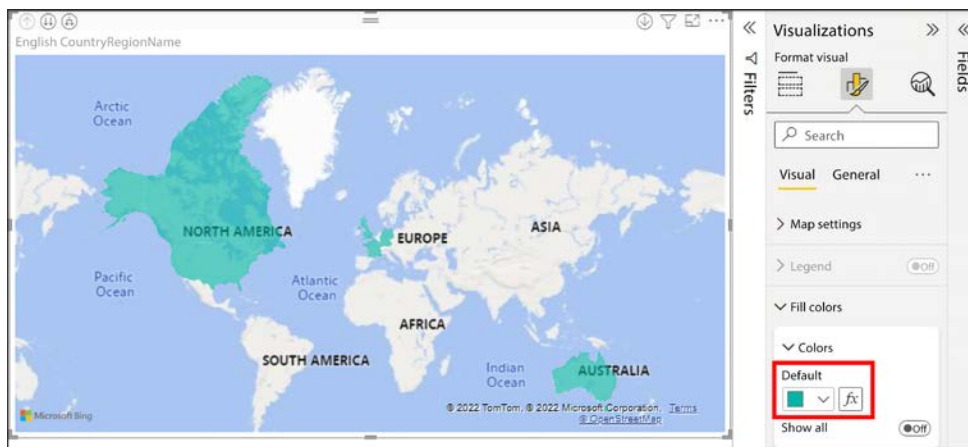 English CountryRegionName
Arctic
Ocean
NORTH AMERICA
EUROPE
ASIA
Pacific
Ocean
Atlantic
Ocean
AFRICA
SOUTH AMERICA
Indian
Ocean
AUSTRALIA
Microsoft Bing
© 2022 TomTom, © 2022 Microsoft Corporation, Terms
© OpenStreetMap
Filters
Visualizations
Format visual
Search
Visual General
Map settings
Legend
Off
Fill colors
Colors
Default
fx
Show all
Off
Fields